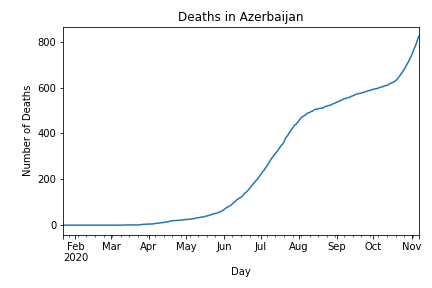 Deaths in Azerbaijan
Number of Deaths
800
600
400
200
0
Feb Mar Apr May Jun Jul Aug Sep Oct Nov
2020
Day